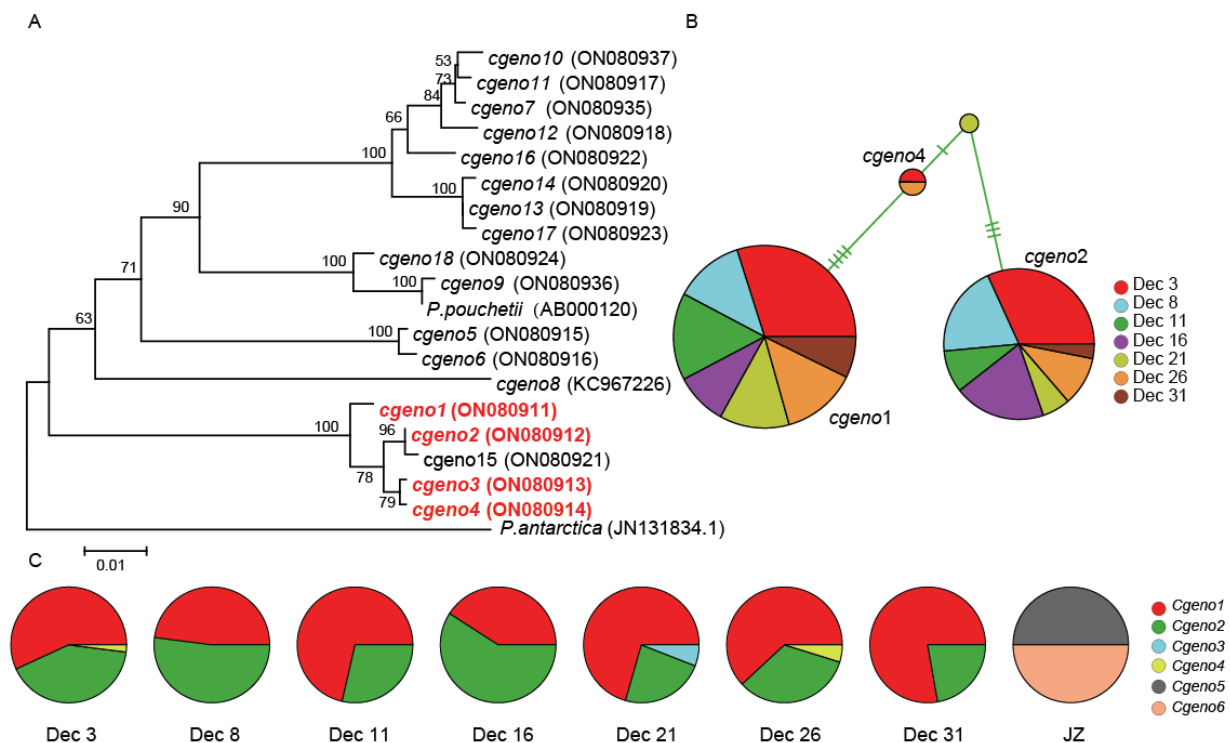 A
cgeno10 (ON080937)
53
cgeno11 (ON080917)
73
cgeno7 (ON080935)
84
cgeno12 (ON080918)
66
cgeno16 (ON080922)
100
cgeno14 (ON080920)
100
cgeno13 (ON080919)
cgeno17 (ON080923)
90
cgeno18 (ON080924)
100
cgeno9 (ON080936)
100
P.pouchetii (AB000120)
71
cgeno5 (ON080915)
100
cgeno6 (ON080916)
63
cgeno8 (KC967226)
cgeno1 (ON080911)
100
cgeno2 (ON080912)
96
cgeno15 (ON080921)
78
cgeno3 (ON080913)
79
cgeno4 (ON080914)
P.antarctica (JN131834.1)
0.01
B
cgeno4
cgeno2
cgeno1
Dec 3
Dec 8
Dec 11
Dec 16
Dec 21
Dec 26
Dec 31
C
Dec 3
Dec 8
Dec 11
Dec 16
Dec 21
Dec 26
Dec 31
JZ
Cgeno1
Cgeno2
Cgeno3
Cgeno4
Cgeno5
Cgeno6